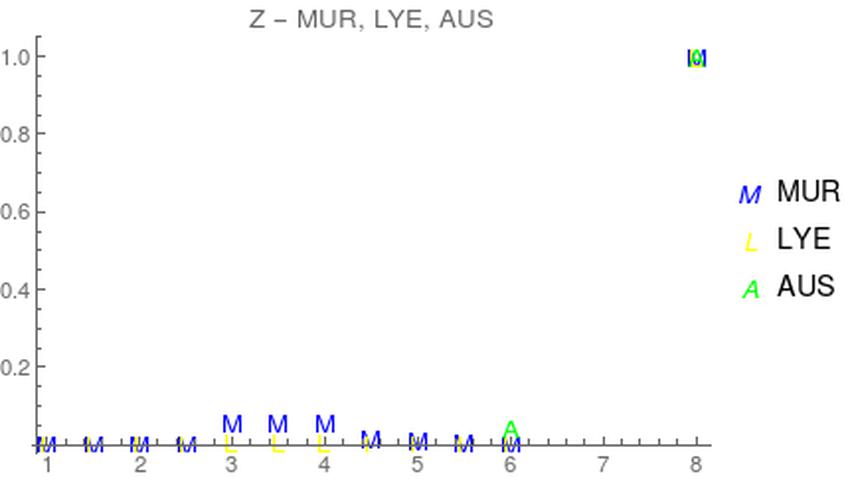 Z – MUR, LYE, AUS
1.0
0.8
0.6
0.4
0.2
M MUR
L LYE
A AUS
M
A
M M M
L L L
A
M M M M M M M M
1 2 3 4 5 6 7 8